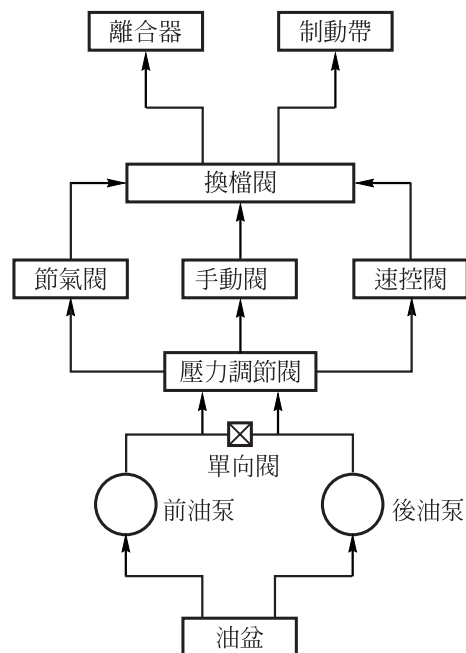 離合器
制動帶
換檔閥
節氣閥
手動閥
速控閥
壓力調節閥
單向閥
前油泵
後油泵
油盆